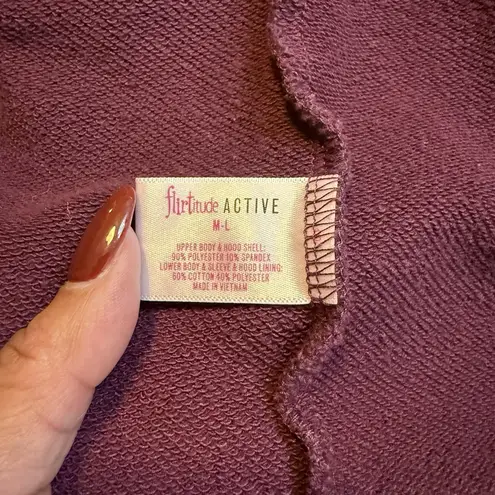 flirtitude ACTIVE
M-L
UPPER BODY & HOOD SHELL:
90% POLYESTER 10% SPANDEX
LOWER BODY & SLEEVE & HOOD LINING:
60% COTTON 40% POLYESTER
MADE IN VIETNAM